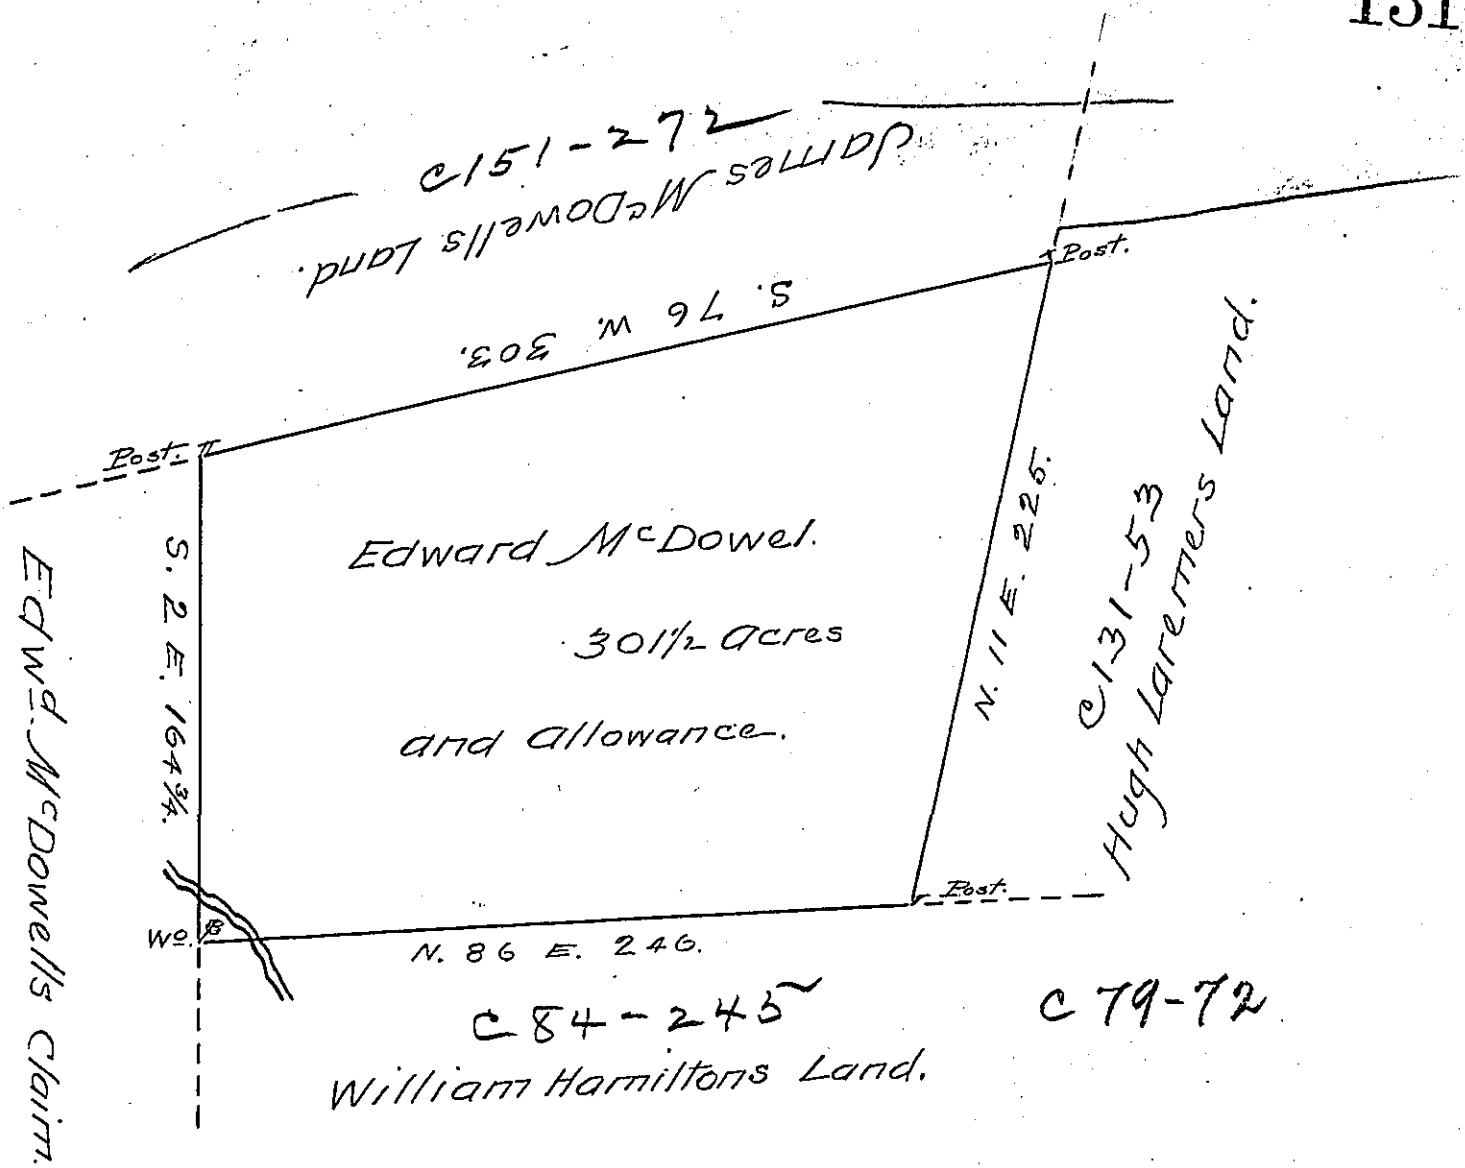 151
C151-272
James McDowells Land.
S. 76 W. 303.
Post.
Post.
Edward McDowel.
301½ Acres
and Allowance.
S. 2 E. 164¾.
Edwd. McDowells Claim.
N. 11 E. 225.
C131-53
Hugh Laremers Land.
Post.
Wo.
N. 86 E. 246.
C84-245
C79-72
William Hamiltons Land.